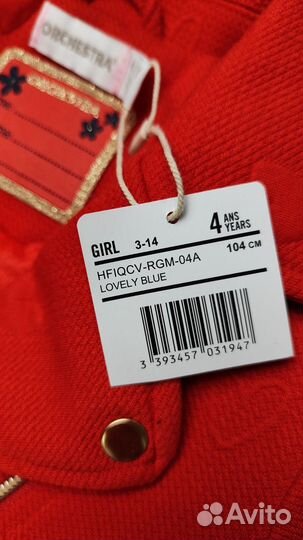 ORCHESTRA
GIRL 3-14 4 ANS YEARS
HFIQCV-RGM-04A 104 CM
LOVELY BLUE
3 393457 031947
Avito